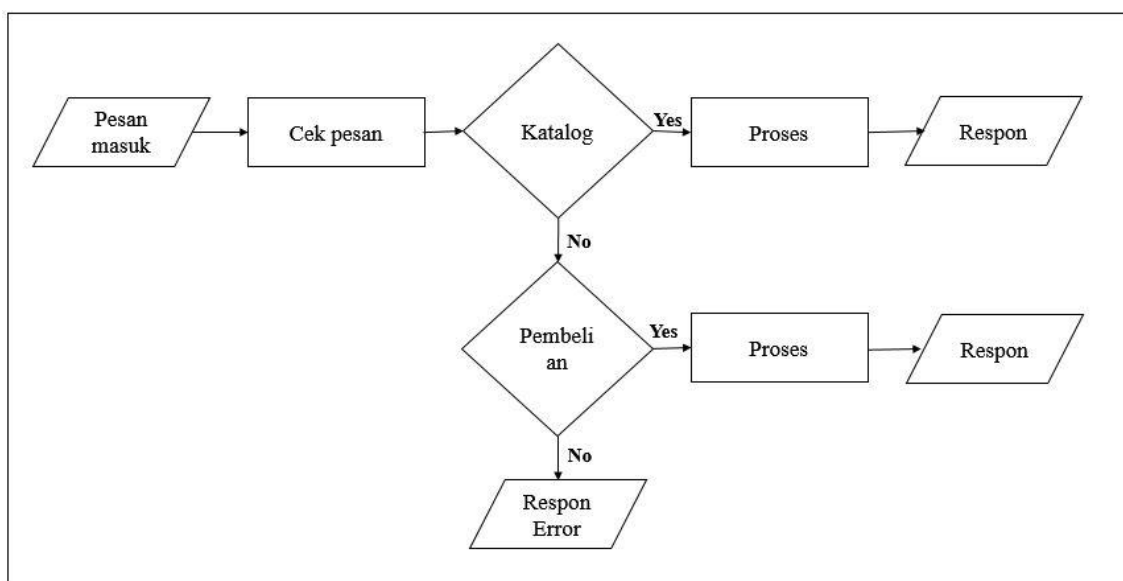 Pesan
masuk
Cek pesan
Katalog
Yes
Proses
Respon
No
Pembeli
an
Yes
Proses
Respon
No
Respon
Error